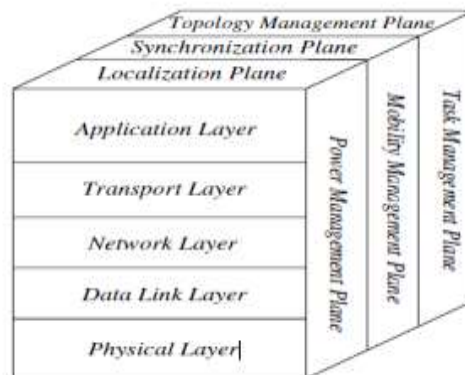 Topology Management Plane
Synchronization Plane
Localization Plane
Application Layer
Transport Layer
Network Layer
Data Link Layer
Physical Layer
Power Management Plane
Mobility Management Plane
Task Management Plane